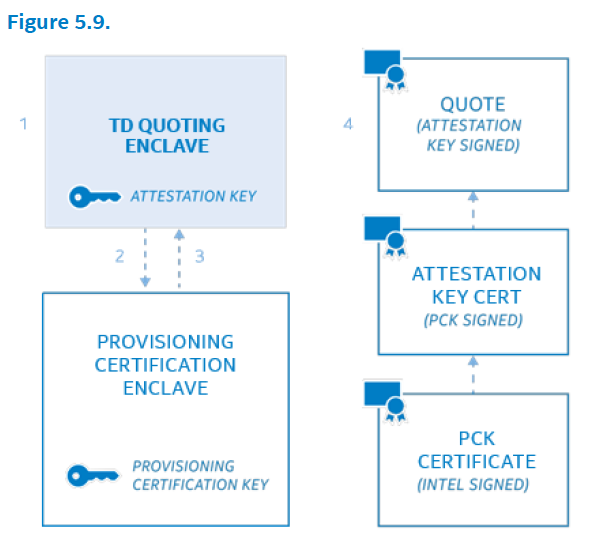 Figure 5.9.
1
TD QUOTING
ENCLAVE
ATTESTATION KEY
2
3
PROVISIONING
CERTIFICATION
ENCLAVE
PROVISIONING
CERTIFICATION KEY
4
QUOTE
(ATTESTATION
KEY SIGNED)
ATTESTATION
KEY CERT
(PCK SIGNED)
PCK
CERTIFICATE
(INTEL SIGNED)